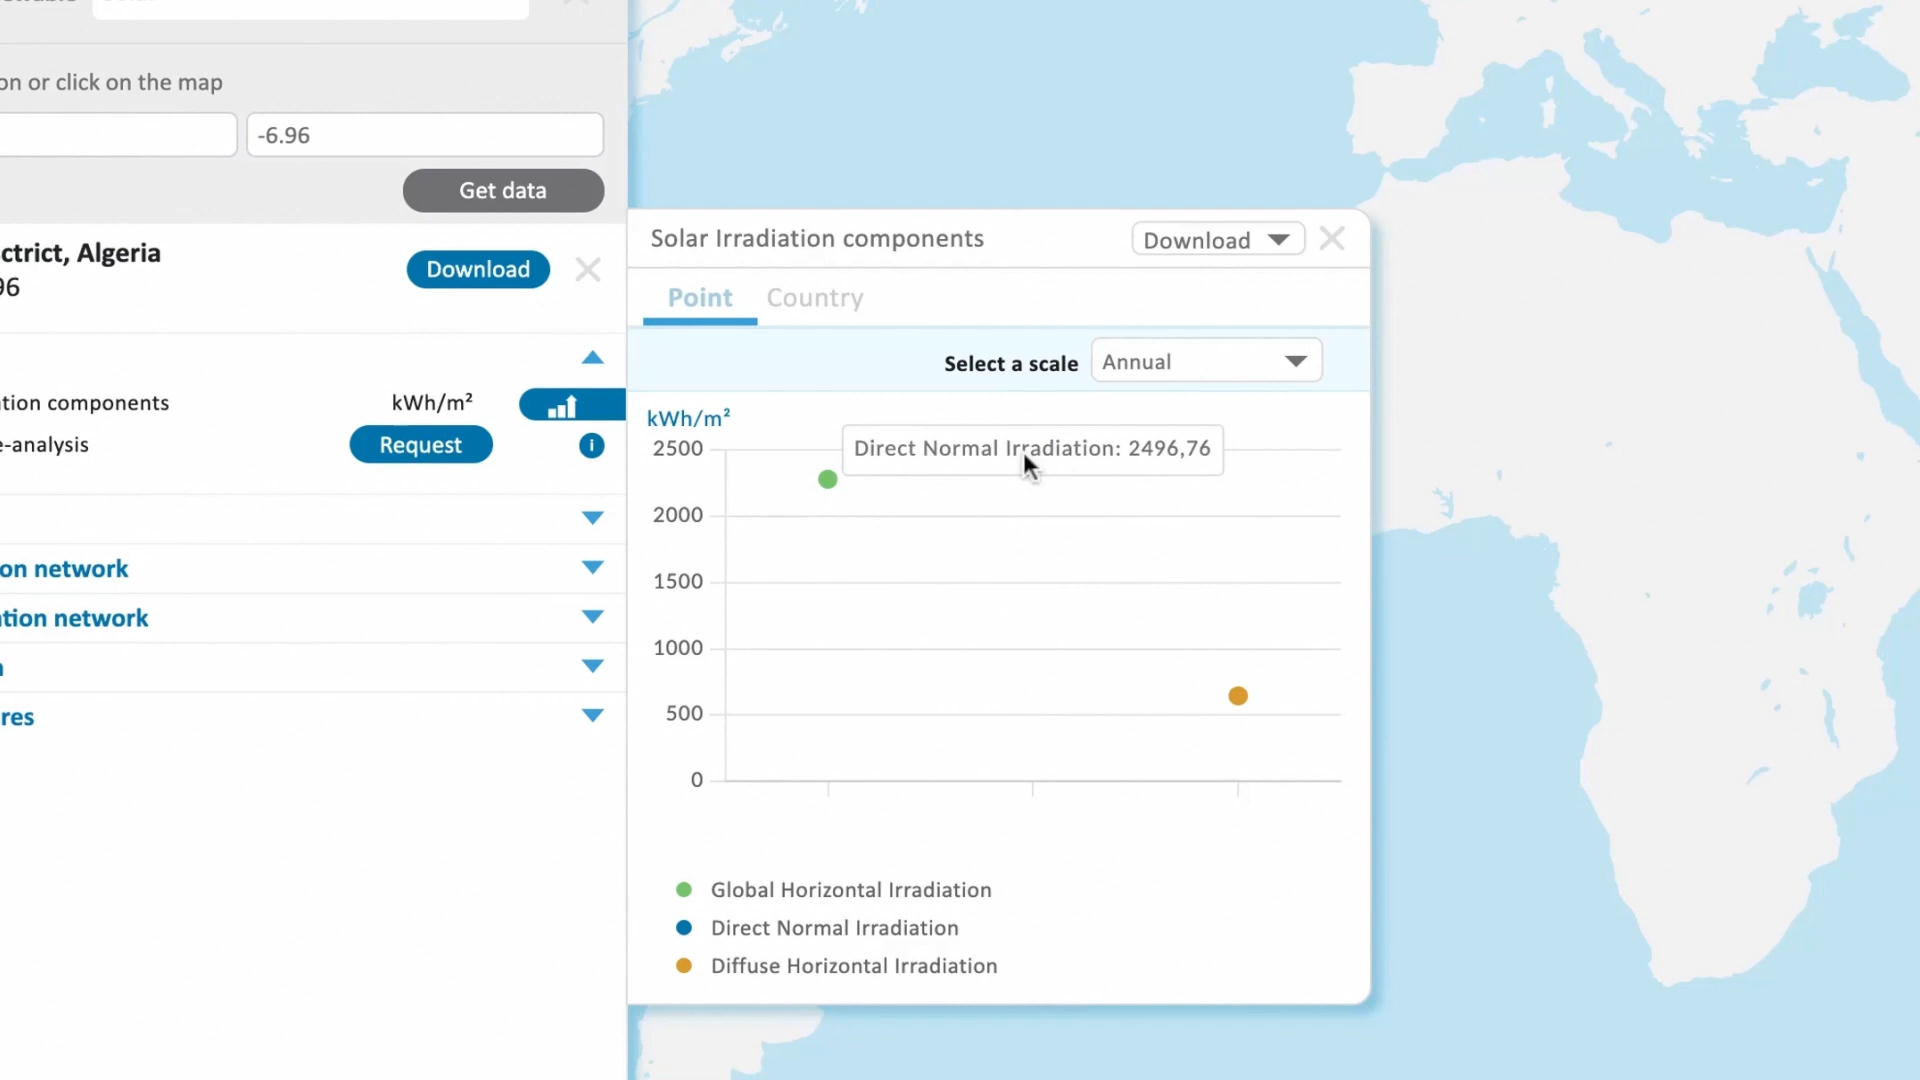 on or click on the map
-6.96
Get data
ctrict, Algeria
96
Download
tion components kWh/m²
e-analysis Request i
on network
ation network
res
Solar Irradiation components Download
Point Country
Select a scale Annual
kWh/m²
2500
Direct Normal Irradiation: 2496,76
2000
1500
1000
500
0
Global Horizontal Irradiation
Direct Normal Irradiation
Diffuse Horizontal Irradiation